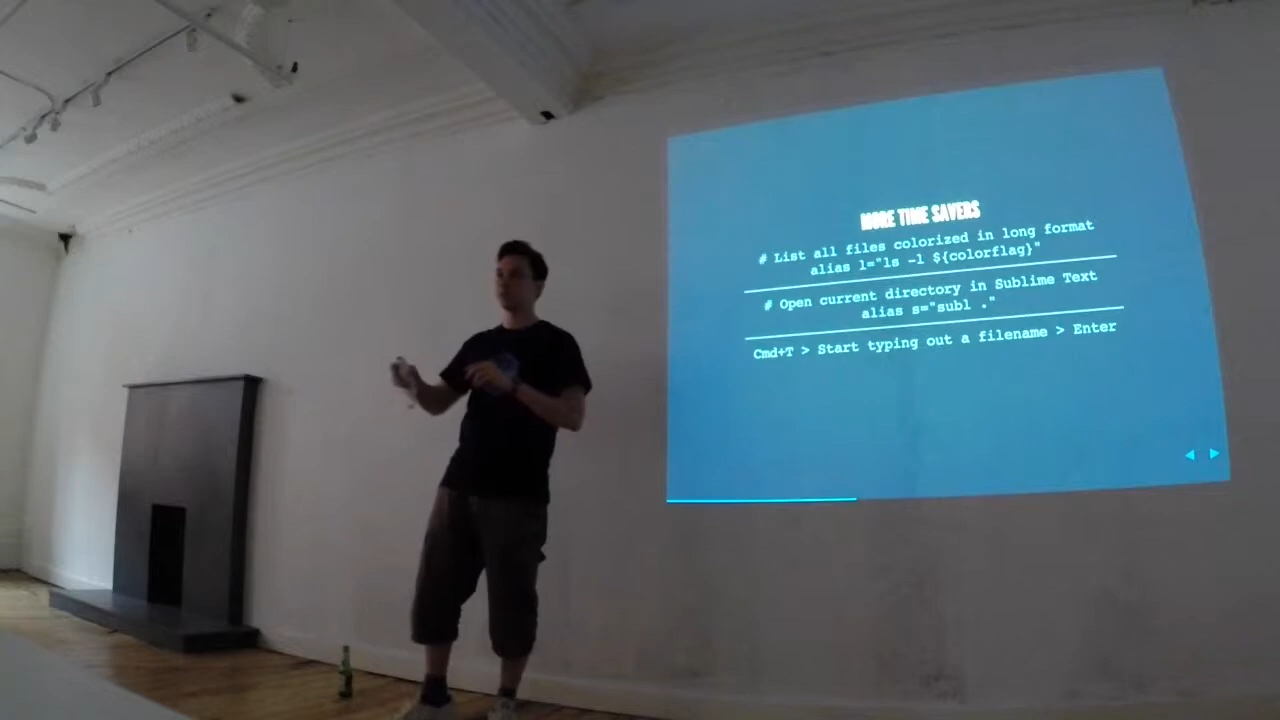 MORE TIME SAVERS
# List all files colorized in long format
alias l="ls -l ${colorflag}"
# Open current directory in Sublime Text
alias s="subl ."
Cmd+T > Start typing out a filename > Enter